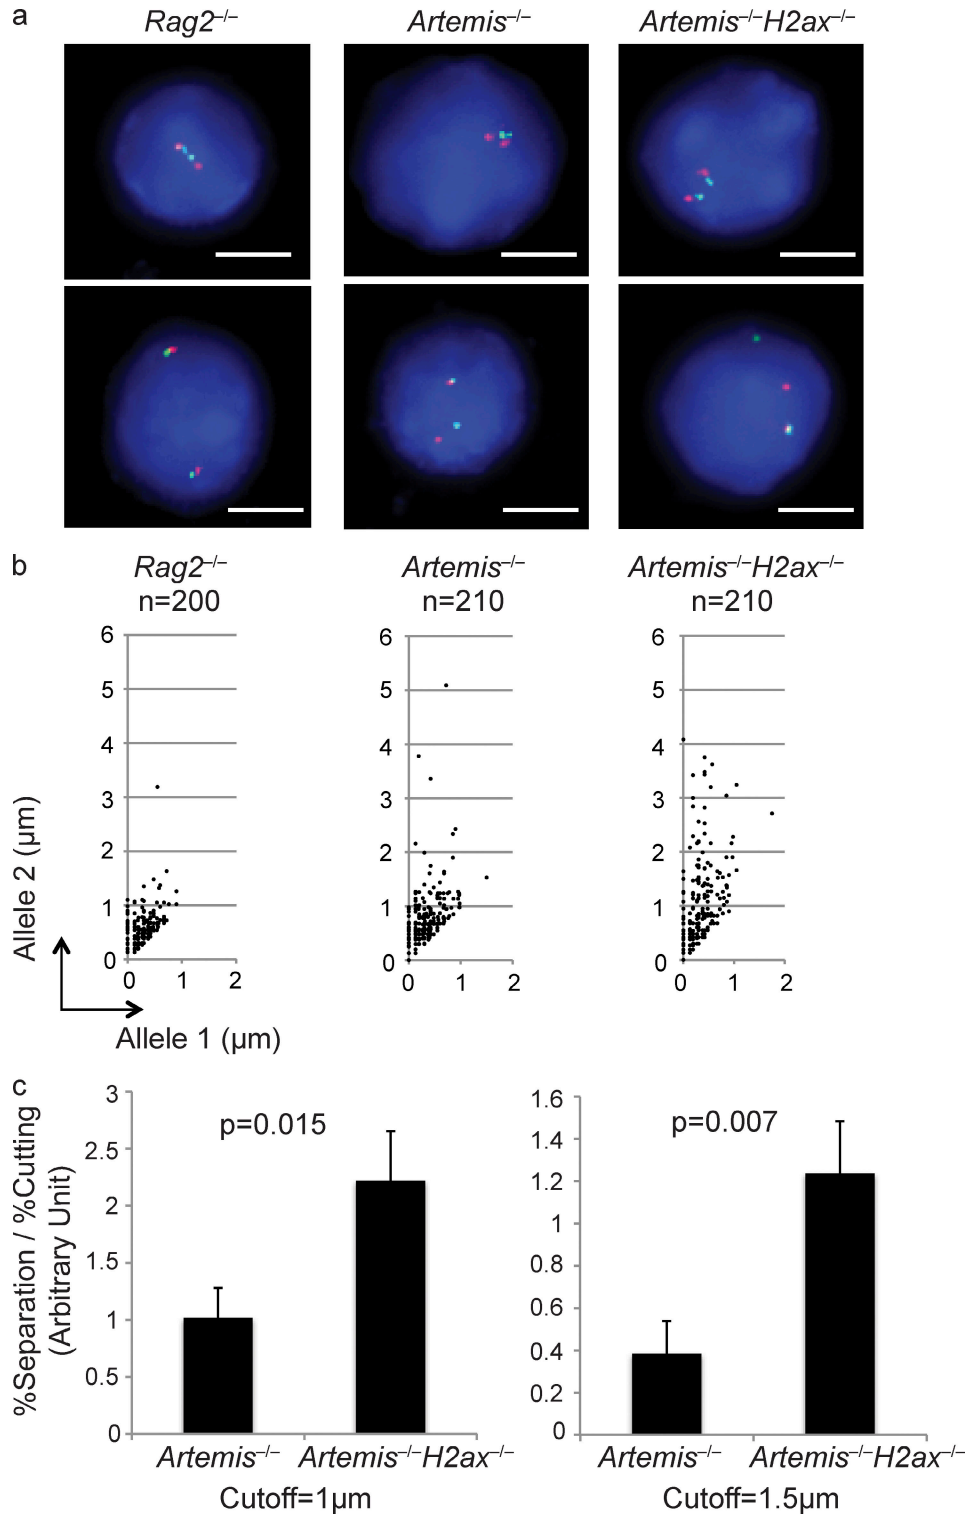 a
Rag2–/–
Artemis–/–
Artemis–/–H2ax–/–
b
Rag2–/–
Artemis–/–
Artemis–/–H2ax–/–
n=200
n=210
n=210
6
5
4
3
2
1
0
0 1 2
6
5
4
3
2
1
0
0 1 2
6
5
4
3
2
1
0
0 1 2
Allele 2 (µm)
Allele 1 (µm)
c
%Separation / %Cutting
(Arbitrary Unit)
3
2.5
2
1.5
1
0.5
0
p=0.015
Artemis–/–
Artemis–/–H2ax–/–
Cutoff=1µm
1.6
1.4
1.2
1
0.8
0.6
0.4
0.2
0
p=0.007
Artemis–/–
Artemis–/–H2ax–/–
Cutoff=1.5µm